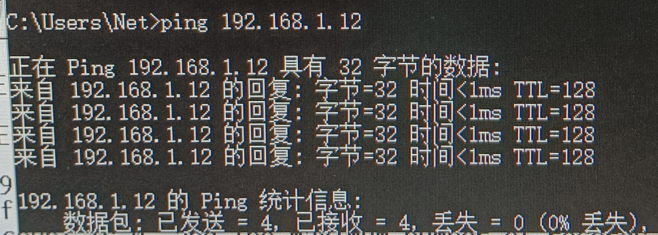 C:\Users\Net>ping 192.168.1.12
正在 Ping 192.168.1.12 具有 32 字节的数据:
来自 192.168.1.12 的回复: 字节=32 时间<1ms TTL=128
来自 192.168.1.12 的回复: 字节=32 时间<1ms TTL=128
来自 192.168.1.12 的回复: 字节=32 时间<1ms TTL=128
来自 192.168.1.12 的回复: 字节=32 时间<1ms TTL=128
192.168.1.12 的 Ping 统计信息:
数据包: 已发送 = 4, 已接收 = 4, 丢失 = 0 (0% 丢失),
9
f